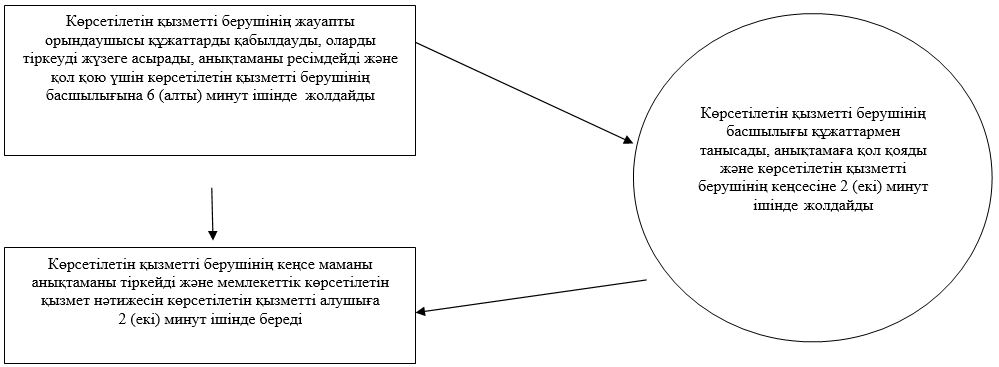 Көрсетілетін қызметті берушінің жауапты
орындаушысы құжаттарды қабылдауды, оларды
тіркеуді жүзеге асырады, анықтаманы ресімдейді және
қол қою үшін көрсетілетін қызметті берушінің
басшылығына 6 (алты) минут ішінде жолдайды
Көрсетілетін қызметті берушінің
басшылығы құжаттармен
танысады, анықтамаға қол қояды
және көрсетілетін қызметті
берушінің кеңсесіне 2 (екі) минут
ішінде жолдайды
Көрсетілетін қызметті берушінің кеңсе маманы
анықтаманы тіркейді және мемлекеттік көрсетілетін
қызмет нәтижесін көрсетілетін қызметті алушыға
2 (екі) минут ішінде береді